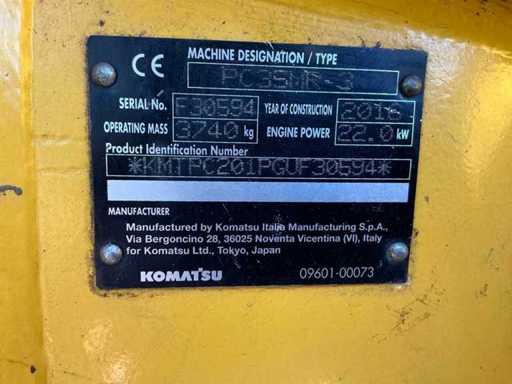 CE
MACHINE DESIGNATION / TYPE
PC35MR-3
SERIAL No. F30594 YEAR OF CONSTRUCTION 2016
OPERATING MASS 3740 kg ENGINE POWER 22.0 kW
Product Identification Number
*KMTPC201PGUF30594*
MANUFACTURER
Manufactured by Komatsu Italia Manufacturing S.p.A.,
Via Bergoncino 28, 36025 Noventa Vicentina (VI), Italy
for Komatsu Ltd., Tokyo, Japan
KOMATSU 09601-00073